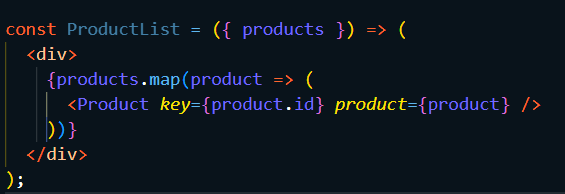 const ProductList = ({ products }) => (
  <div>
    {products.map(product => (
      <Product key={product.id} product={product} />
    ))}
  </div>
);